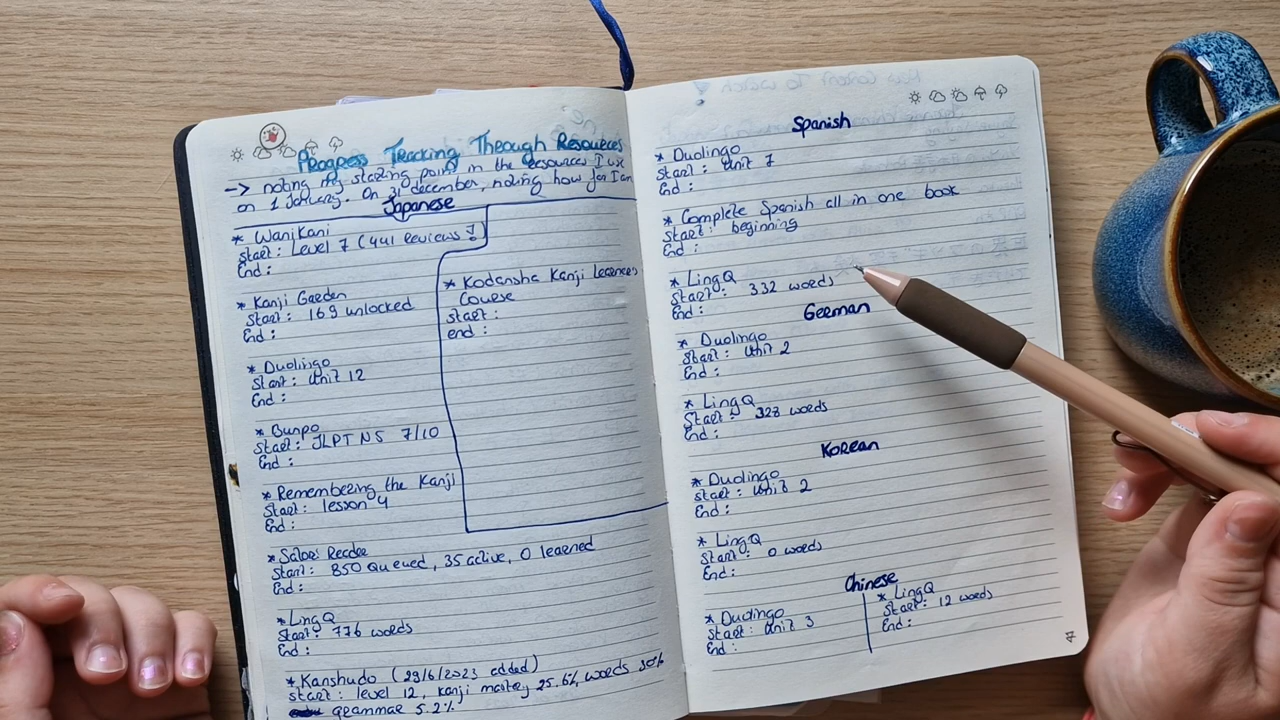 Progress Tracking Through Resources
-> noting my starting point in the resources I use
on 1 January. On 31 december, noting how far I am
Japanese
* WaniKani
Start: Level 7 (441 reviews !)
End:
* Kanji Garden
Start: 169 unlocked
End:
* Duolingo
Start: Unit 12
End:
* Bunpo
Start: JLPT N5 7/10
End:
* Remembering the Kanji
Start: lesson 4
End:
* Kodansha Kanji Learner's
Course
Start:
end:
* Satori Reader
Start: 850 Queued, 35 active, 0 learned
End:
* LingQ
Start: 776 words
End:
* Kanshudo (29/6/2023 added)
Start: level 12, kanji mastery 25.6%, words 30%
grammar 5.2%
Spanish
* Duolingo
Start: Unit 7
End:
* Complete Spanish all in one book
Start: beginning
End:
* LingQ
Start: 332 words
End:
German
* Duolingo
Start: Unit 2
End:
* LingQ
Start: 328 words
End:
Korean
* Duolingo
Start: Unit 2
End:
* LingQ
Start: 0 words
End:
Chinese
* Duolingo
Start: Unit 3
End:
* LingQ
Start: 12 words
End:
7